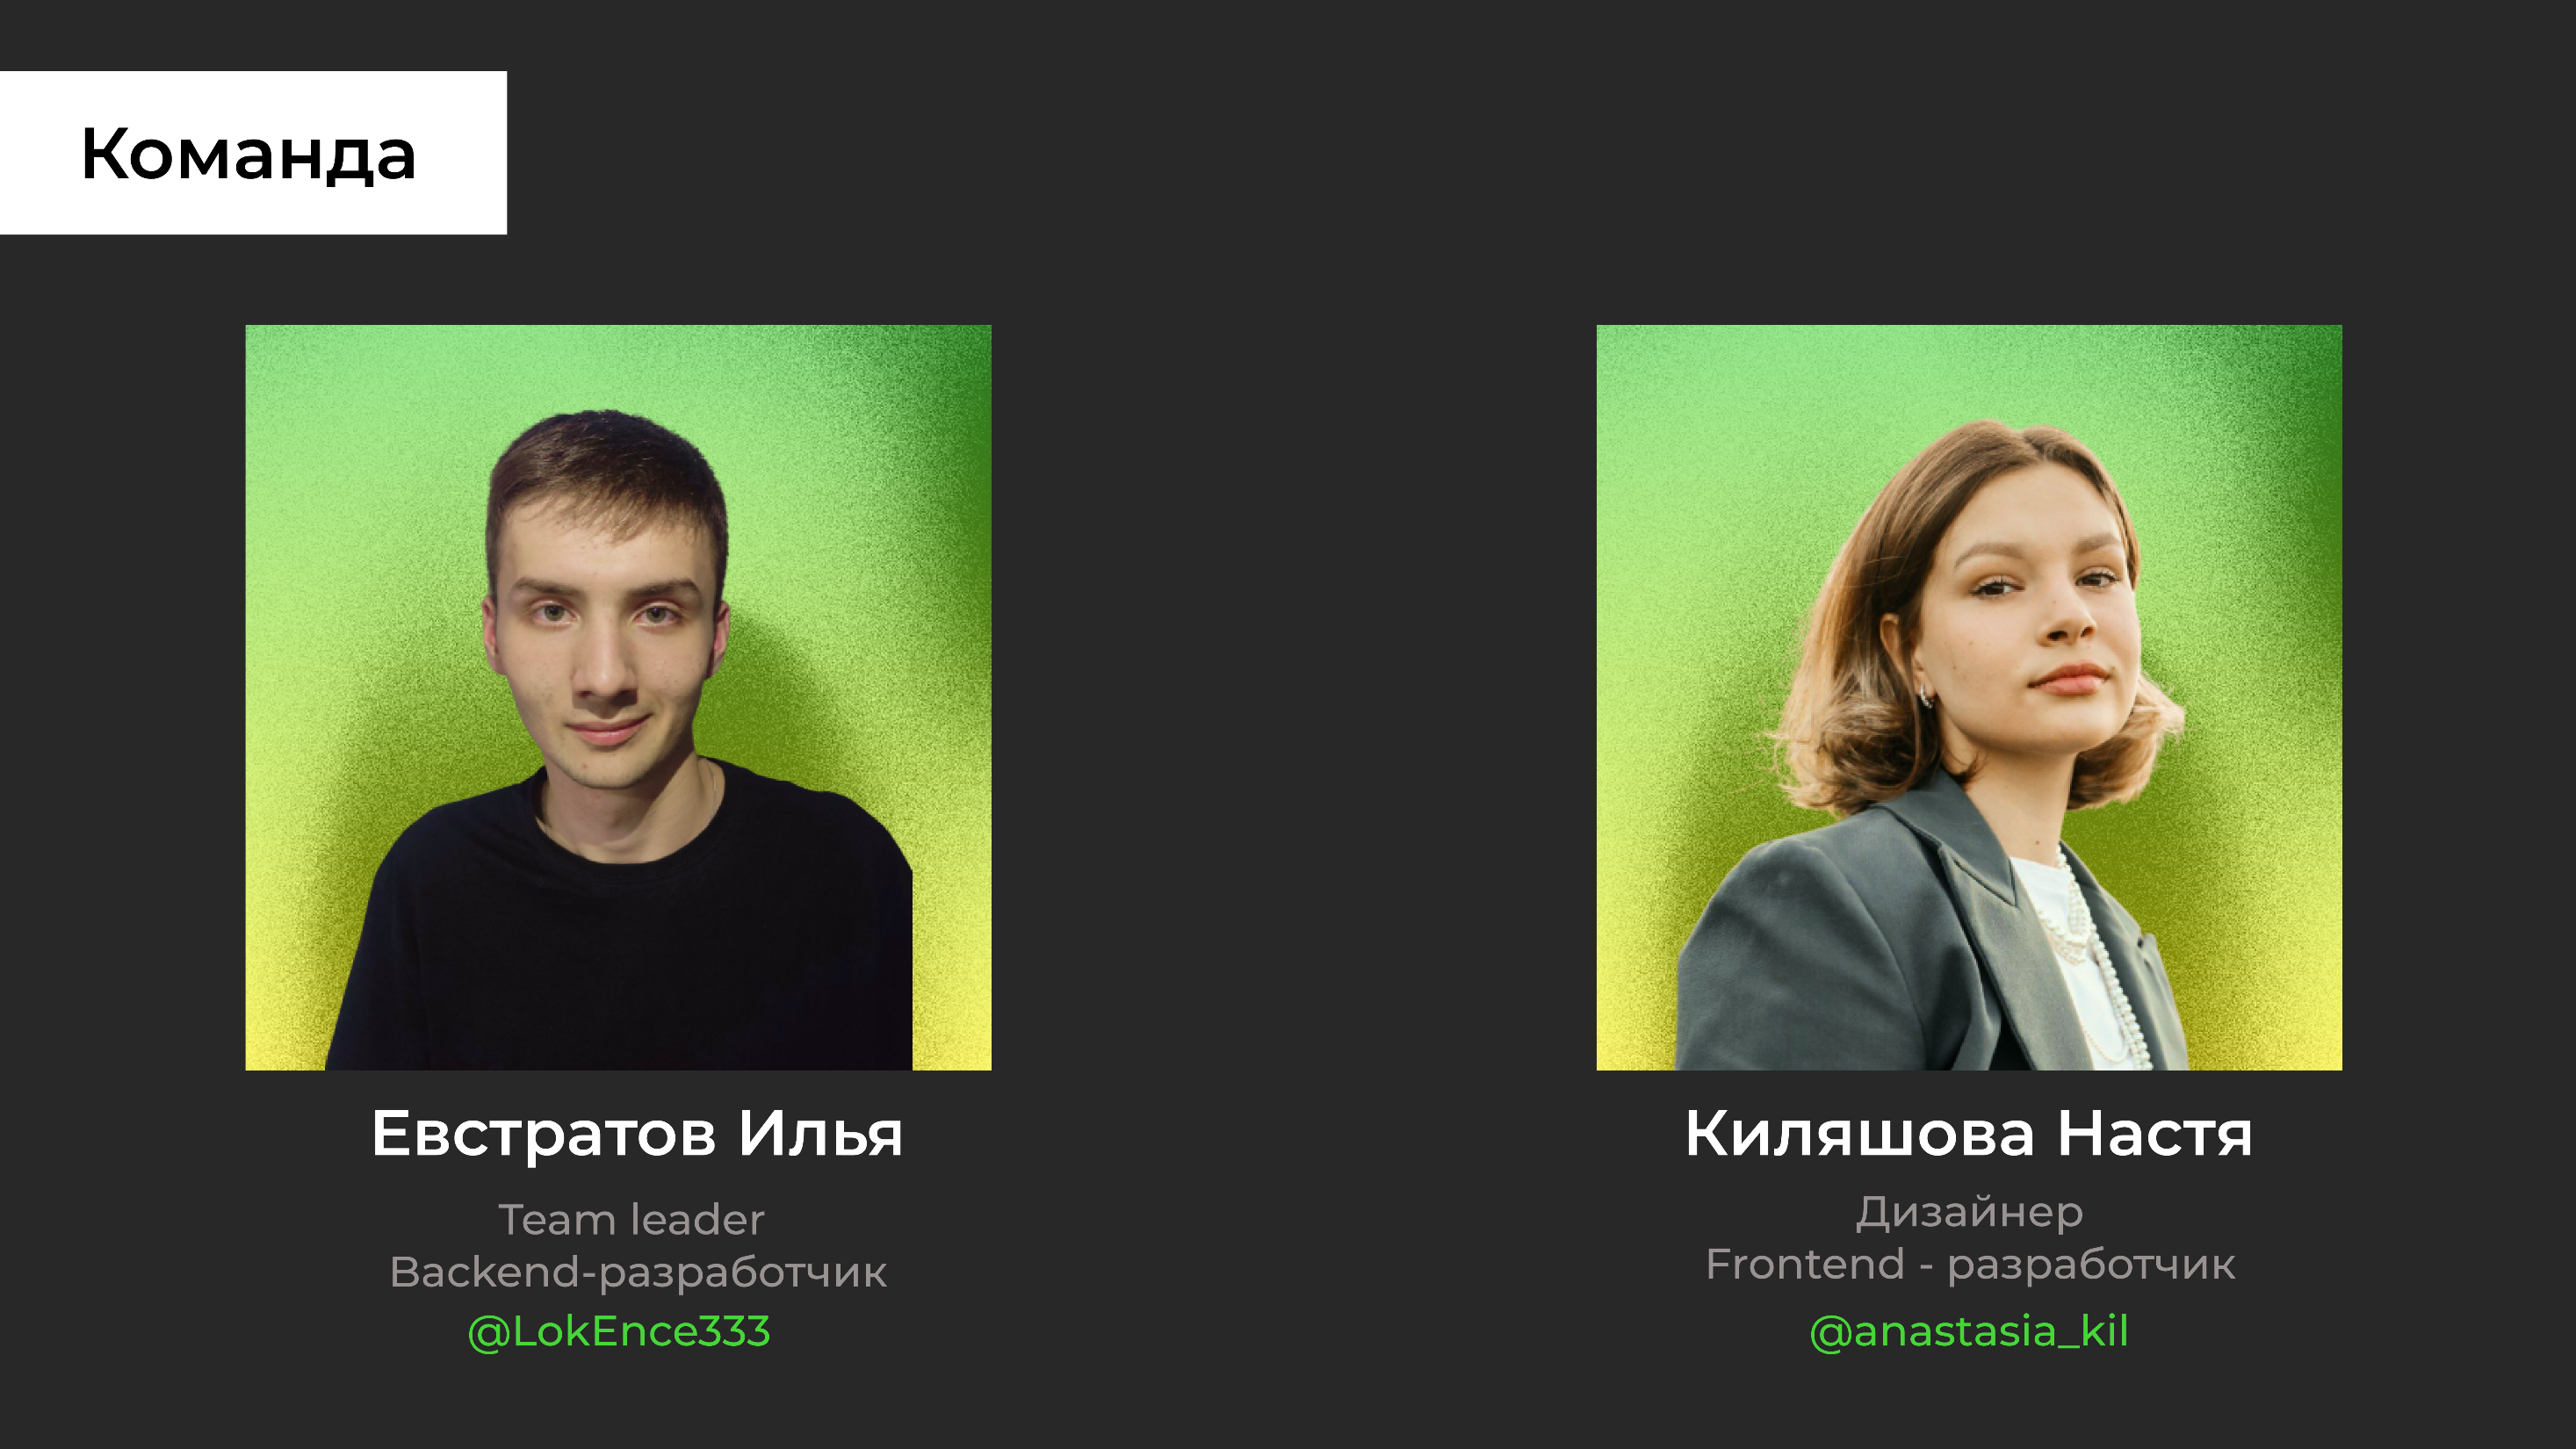 Команда
Евстратов Илья
Team leader
Backend-разработчик
@LokEnce333
Киляшова Настя
Дизайнер
Frontend - разработчик
@anastasia_kil